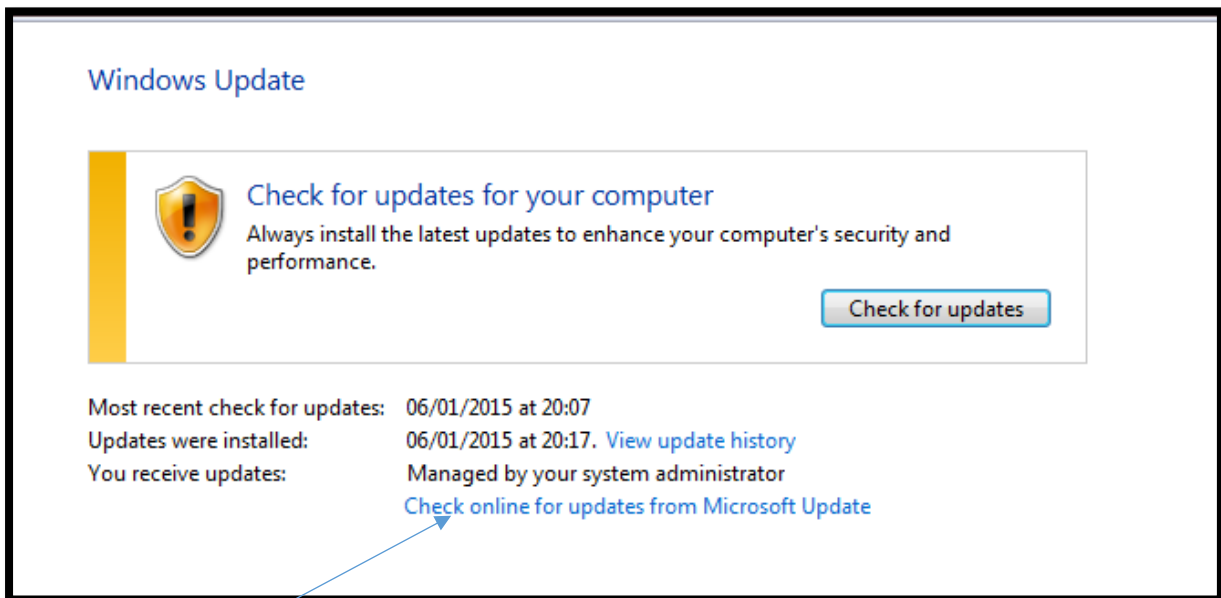 Windows Update
Check for updates for your computer
Always install the latest updates to enhance your computer's security and
performance.
Check for updates
Most recent check for updates: 06/01/2015 at 20:07
Updates were installed: 06/01/2015 at 20:17. View update history
You receive updates: Managed by your system administrator
Check online for updates from Microsoft Update